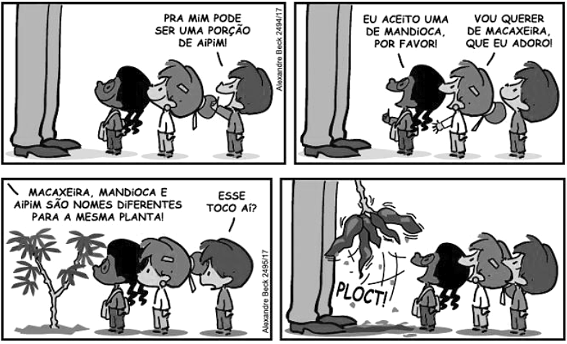 PRA MIM PODE
SER UMA PORÇÃO
DE AIPIM!
Alexandre Beck 2494/17
EU ACEITO UMA
DE MANDIOCA,
POR FAVOR!
VOU QUERER
DE MACAXEIRA,
QUE EU ADORO!
MACAXEIRA, MANDIOCA E
AIPIM SÃO NOMES DIFERENTES
PARA A MESMA PLANTA!
ESSE
TOCO AÍ?
Alexandre Beck 2495/17
PLOCT!